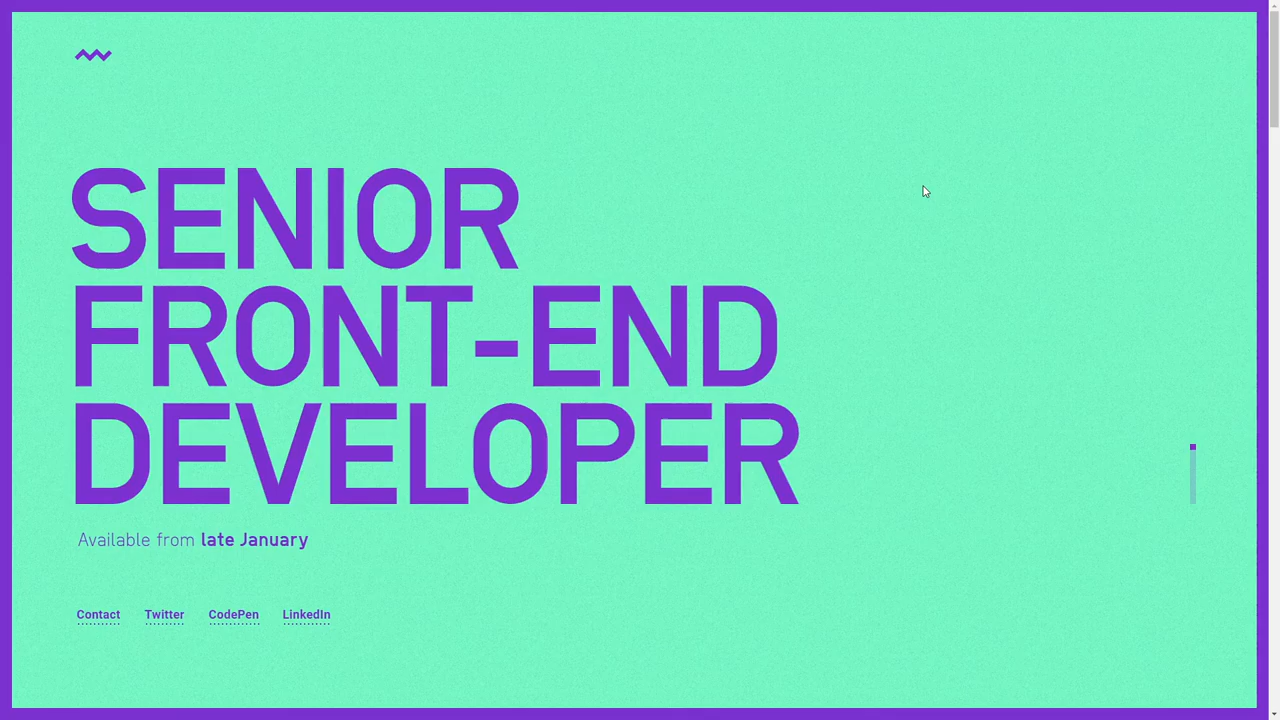 SENIOR
FRONT-END
DEVELOPER
Available from late January
Contact Twitter CodePen LinkedIn